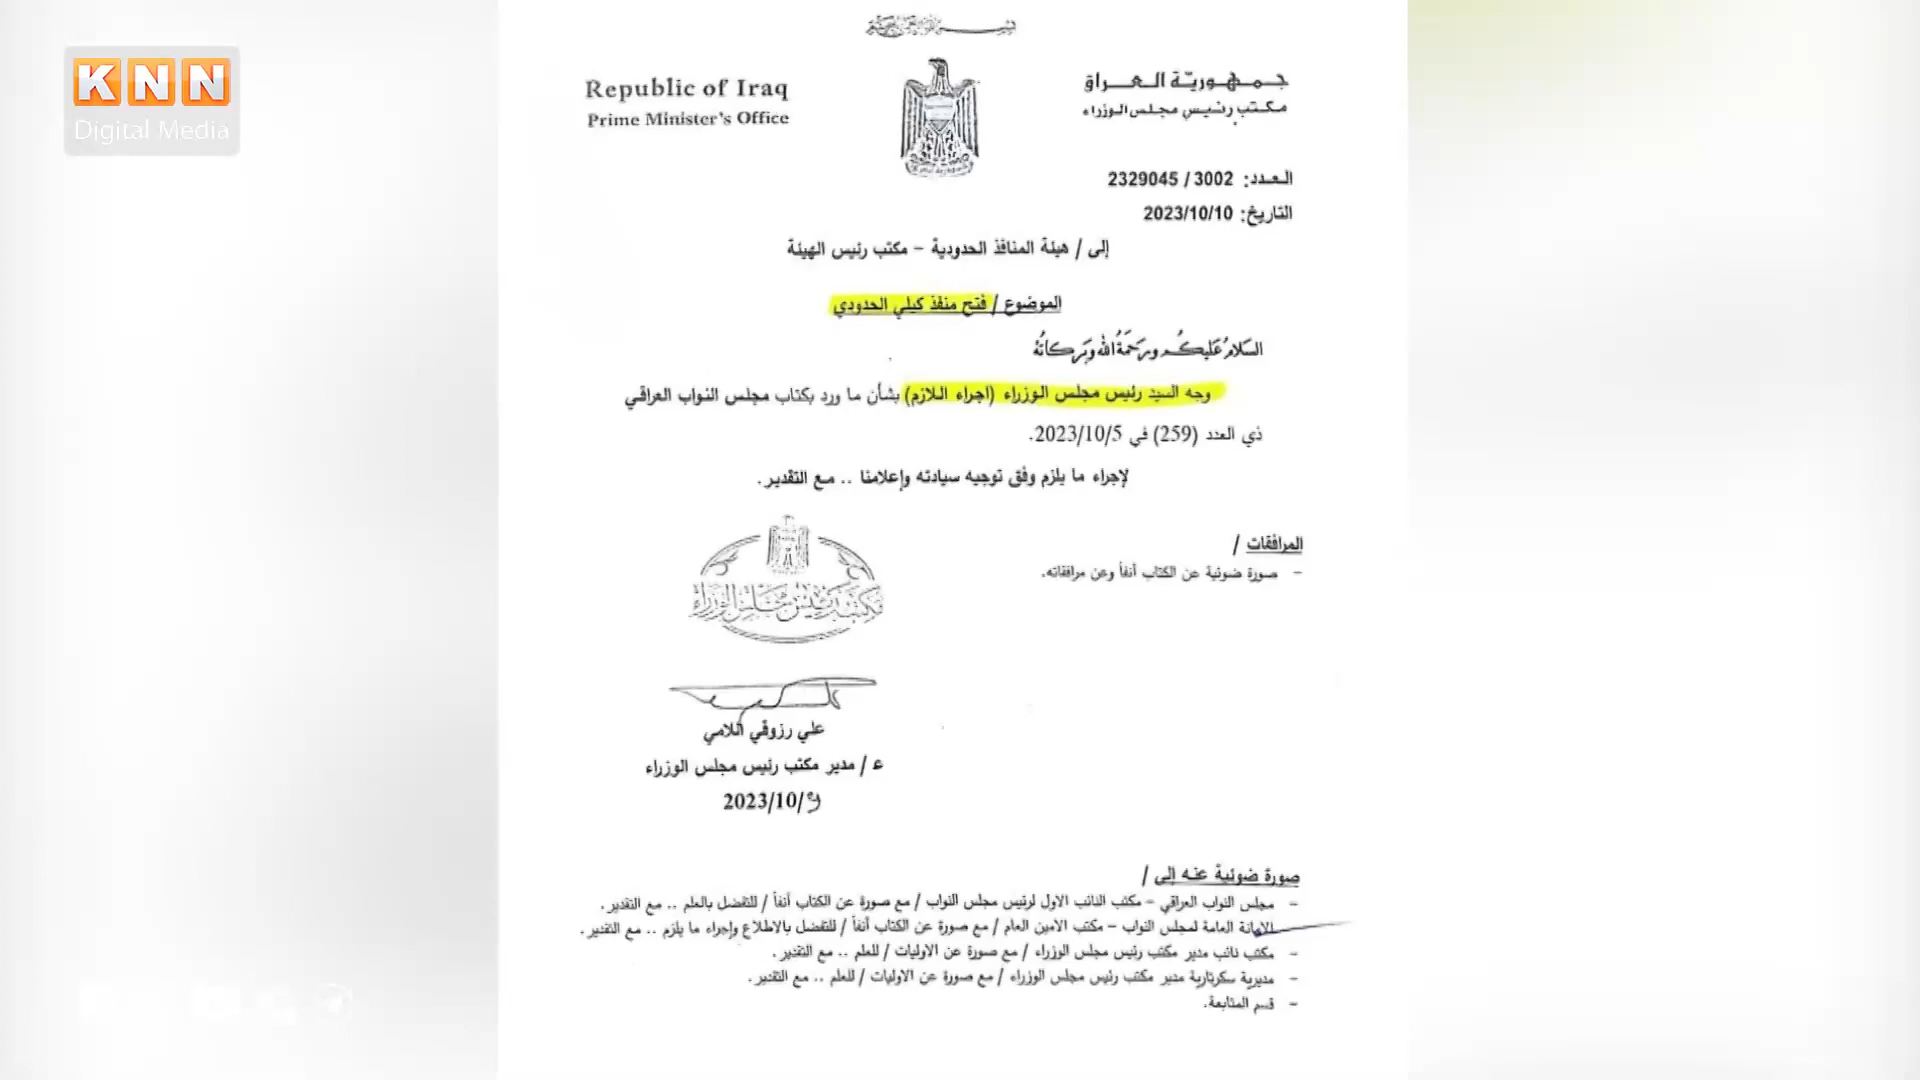 KNN
Digital Media
Republic of Iraq
Prime Minister's Office
جمهورية العراق
مكتب رئيس مجلس الوزراء
العدد: 3002 / 2329045
التاريخ: 2023/10/10
إلى / هيئة المنافذ الحدودية - مكتب رئيس الهيئة
الموضوع / فتح منفذ كيلي الحدودي
السلام عليكم ورحمة الله وبركاته
وجه السيد رئيس مجلس الوزراء (اجراء اللازم) بشأن ما ورد بكتاب مجلس النواب العراقي
ذي العدد (259) في 2023/10/5.
لإجراء ما يلزم وفق توجيه سيادته وإعلامنا .. مع التقدير.
مكتب رئيس مجلس الوزراء
علي رزوقي اللامي
ع / مدير مكتب رئيس مجلس الوزراء
2023/10/9
المرافقات /
- صورة ضوئية عن الكتاب أنفاً وعن مرافقاته.
صورة ضوئية عنه إلى /
- مجلس النواب العراقي - مكتب النائب الاول لرئيس مجلس النواب / مع صورة عن الكتاب أنفاً / للتفضل بالعلم .. مع التقدير.
الامانة العامة لمجلس النواب - مكتب الامين العام / مع صورة عن الكتاب أنفاً / للتفضل بالاطلاع وإجراء ما يلزم .. مع التقدير.
- مكتب نائب مدير مكتب رئيس مجلس الوزراء / مع صورة عن الاوليات / للعلم .. مع التقدير.
- مديرية سكرتارية مدير مكتب رئيس مجلس الوزراء / مع صورة عن الاوليات / للعلم .. مع التقدير.
- قسم المتابعة.